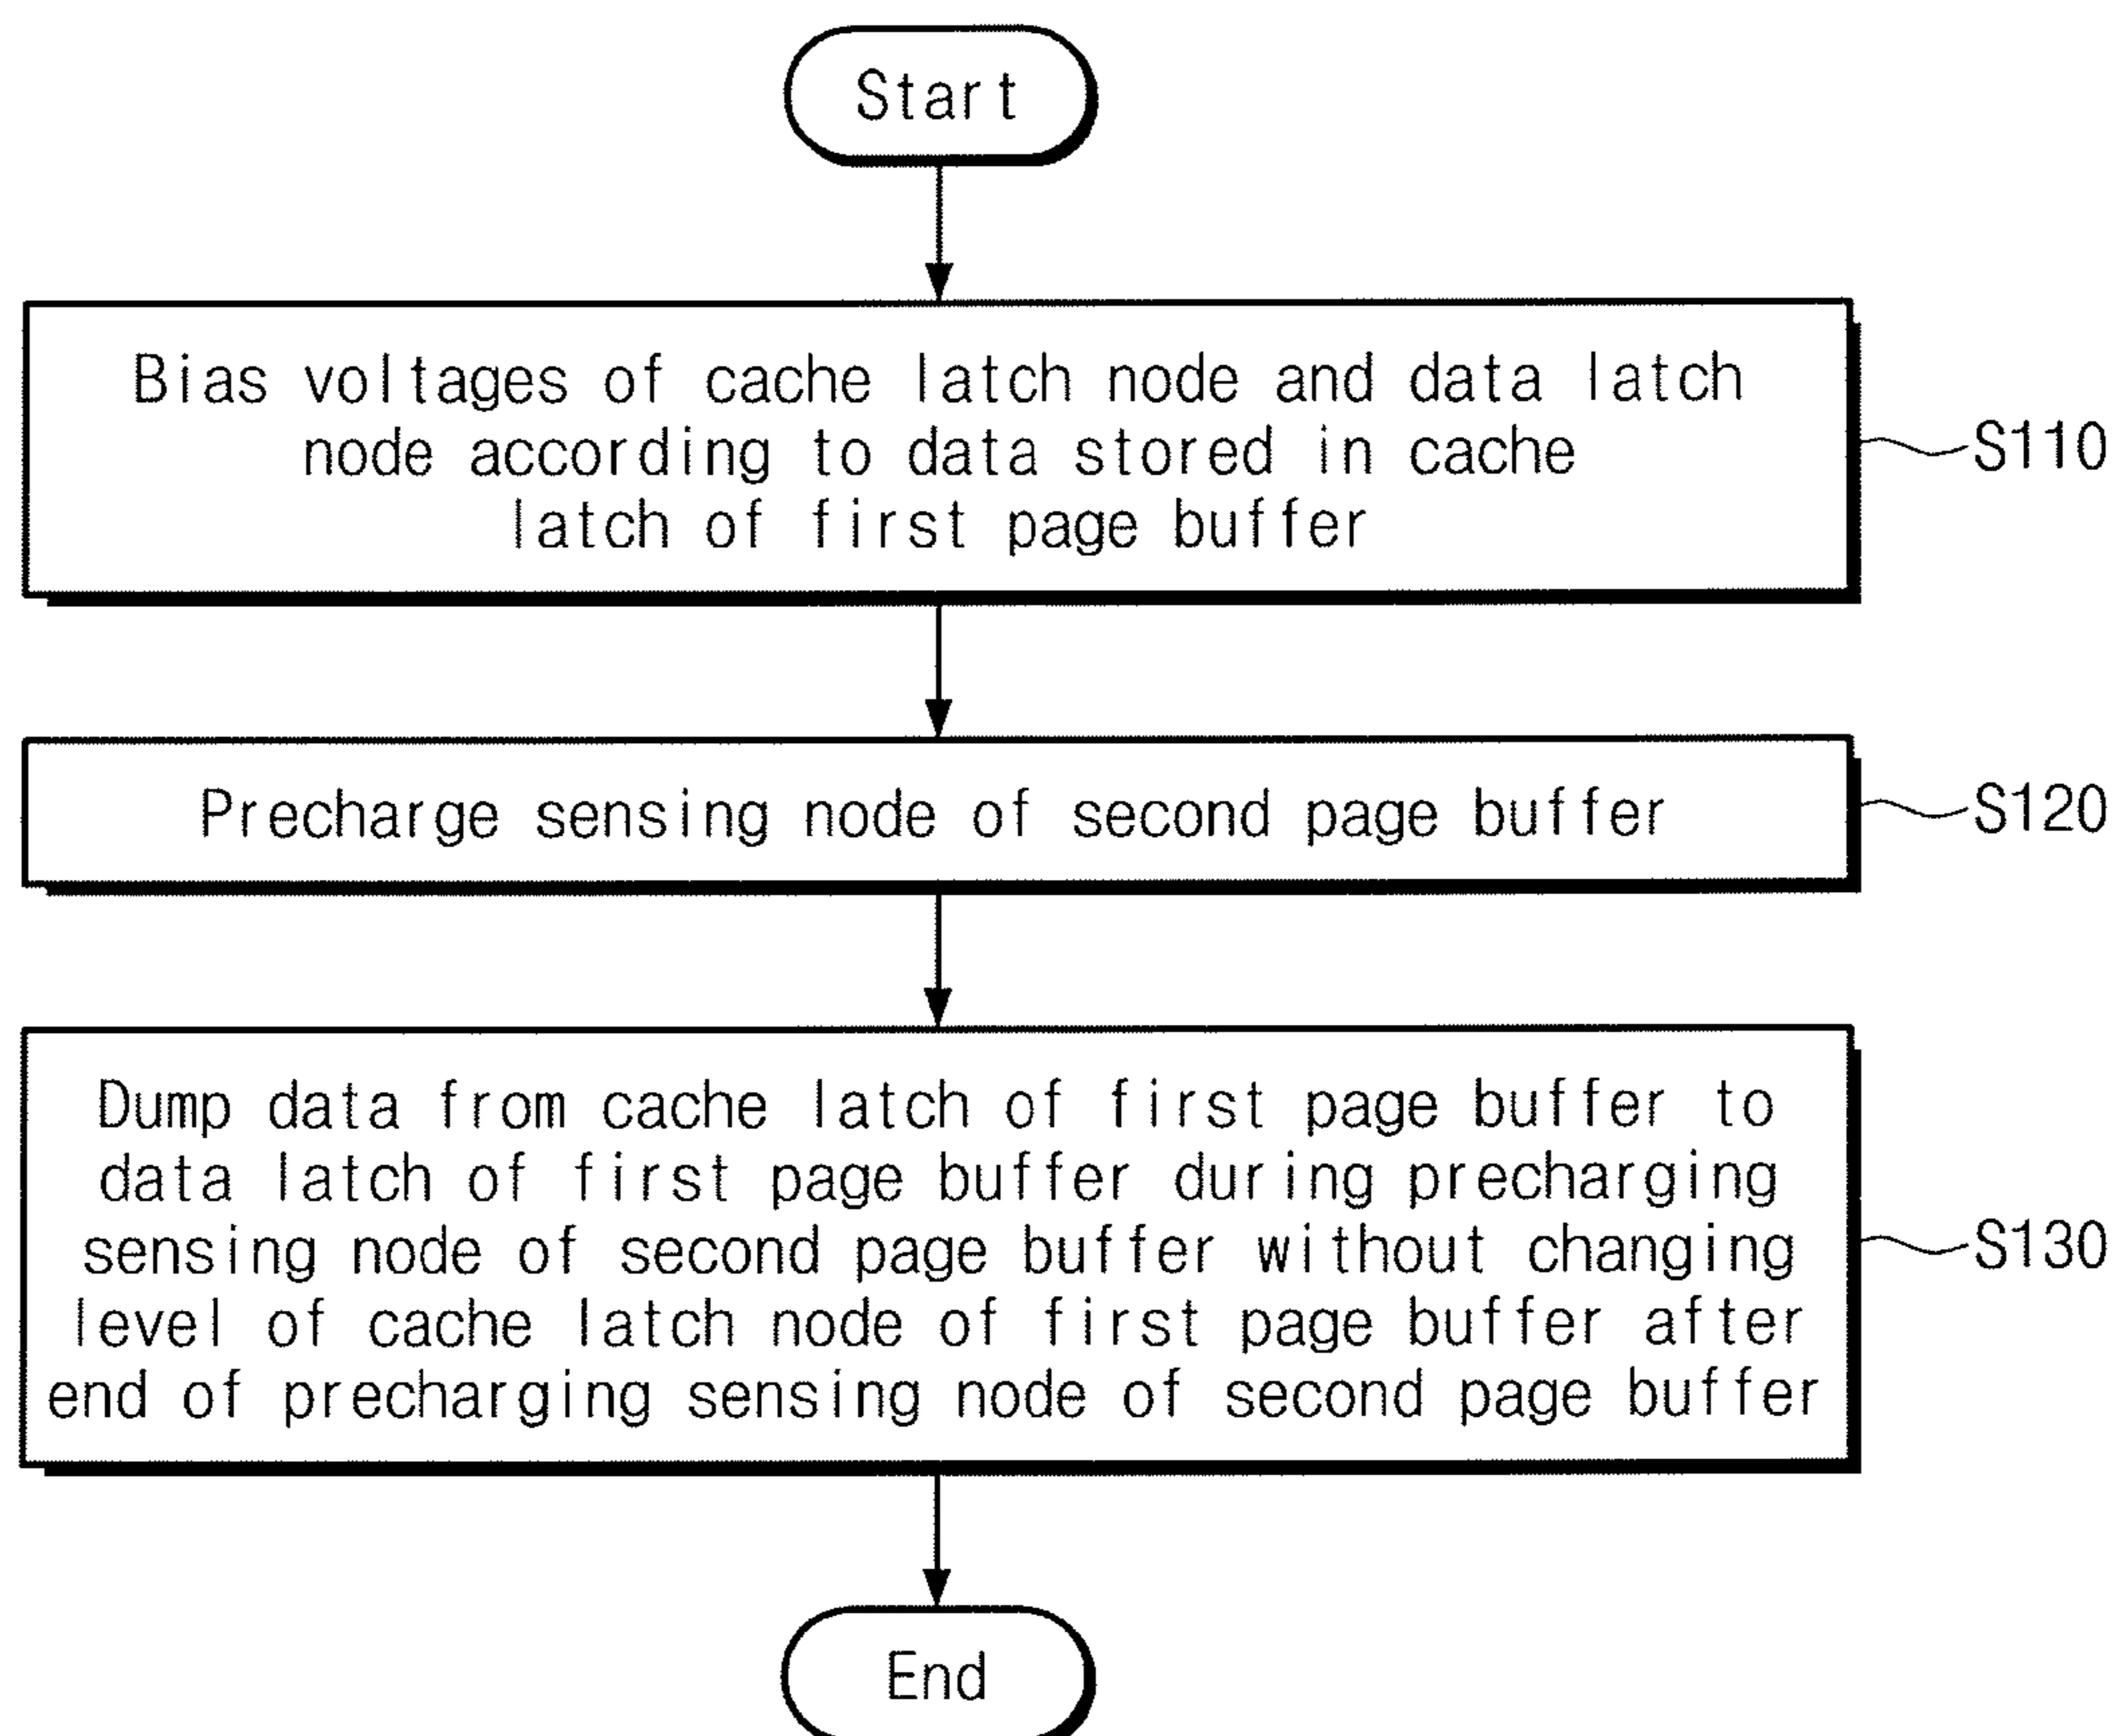 Start
Bias voltages of cache latch node and data latch
node according to data stored in cache
latch of first page buffer
S110
Precharge sensing node of second page buffer
S120
Dump data from cache latch of first page buffer to
data latch of first page buffer during precharging
sensing node of second page buffer without changing
level of cache latch node of first page buffer after
end of precharging sensing node of second page buffer
S130
End